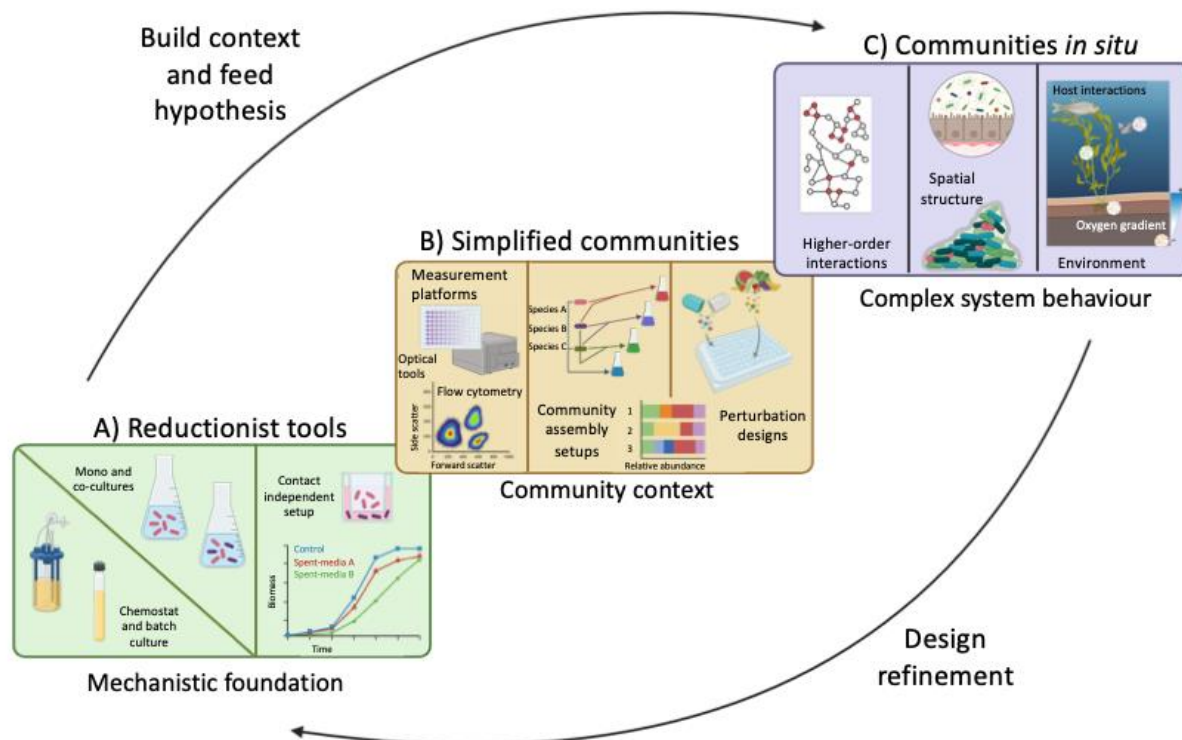 Build context
and feed
hypothesis
C) Communities in situ
Higher-order
interactions
Spatial
structure
Host interactions
Oxygen gradient
Environment
Complex system behaviour
B) Simplified communities
Measurement
platforms
Optical
tools
Flow cytometry
Side scatter
Forward scatter
Species A
Species B
Species C
Community
assembly
setups
1
2
3
Relative abundance
Perturbation
designs
Community context
A) Reductionist tools
Mono and
co-cultures
Chemostat
and batch
culture
Contact
independent
setup
Control
Spent-media A
Spent-media B
Biomass
Time
Mechanistic foundation
Design
refinement